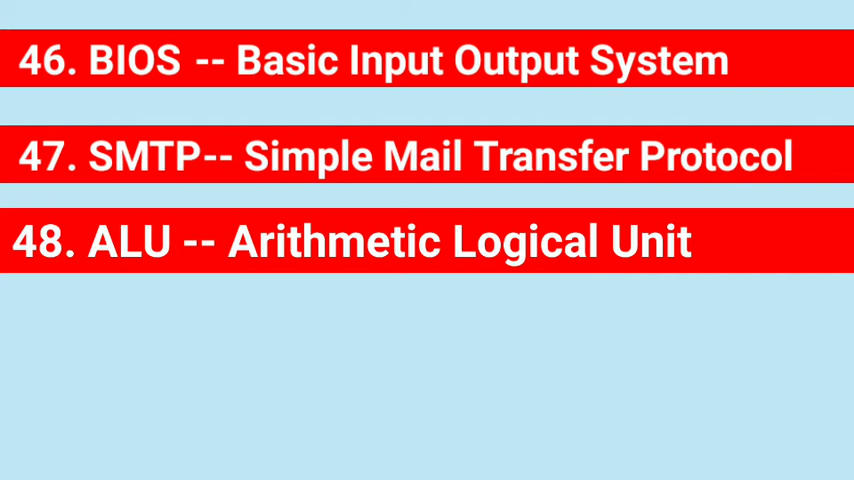 46. BIOS -- Basic Input Output System
47. SMTP-- Simple Mail Transfer Protocol
48. ALU -- Arithmetic Logical Unit